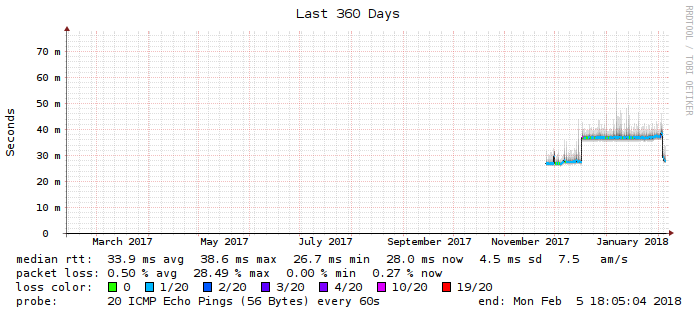 Last 360 Days
RRDTOOL / TOBI OETIKER
Seconds
70 m
60 m
50 m
40 m
30 m
20 m
10 m
0
March 2017 May 2017 July 2017 September 2017 November 2017 January 2018
median rtt: 33.9 ms avg 38.6 ms max 26.7 ms min 28.0 ms now 4.5 ms sd 7.5 am/s
packet loss: 0.50 % avg 28.49 % max 0.00 % min 0.27 % now
loss color: 0 1/20 2/20 3/20 4/20 10/20 19/20
probe: 20 ICMP Echo Pings (56 Bytes) every 60s end: Mon Feb 5 18:05:04 2018